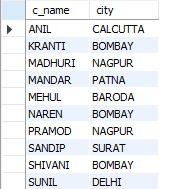 c_name city
ANIL CALCUTTA
KRANTI BOMBAY
MADHURI NAGPUR
MANDAR PATNA
MEHUL BARODA
NAREN BOMBAY
PRAMOD NAGPUR
SANDIP SURAT
SHIVANI BOMBAY
SUNIL DELHI